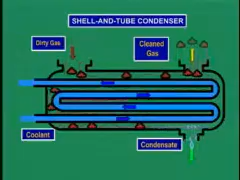 SHELL-AND-TUBE CONDENSER
Dirty Gas
Cleaned
Gas
Coolant
Condensate